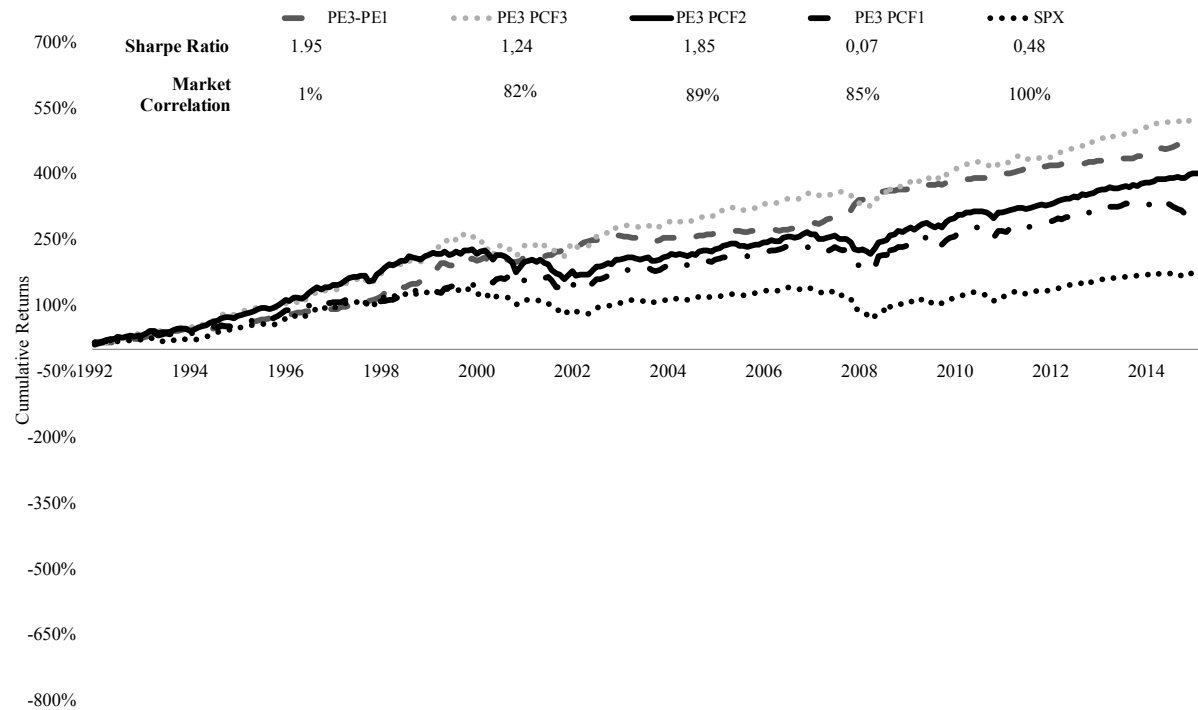 PE3-PE1 PE3 PCF3 PE3 PCF2 PE3 PCF1 SPX
700%
Sharpe Ratio 1.95 1,24 1,85 0,07 0,48
Market
Correlation 1% 82% 89% 85% 100%
550%
400%
250%
100%
-50%
-200%
-350%
-500%
-650%
-800%
Cumulative Returns
1992 1994 1996 1998 2000 2002 2004 2006 2008 2010 2012 2014